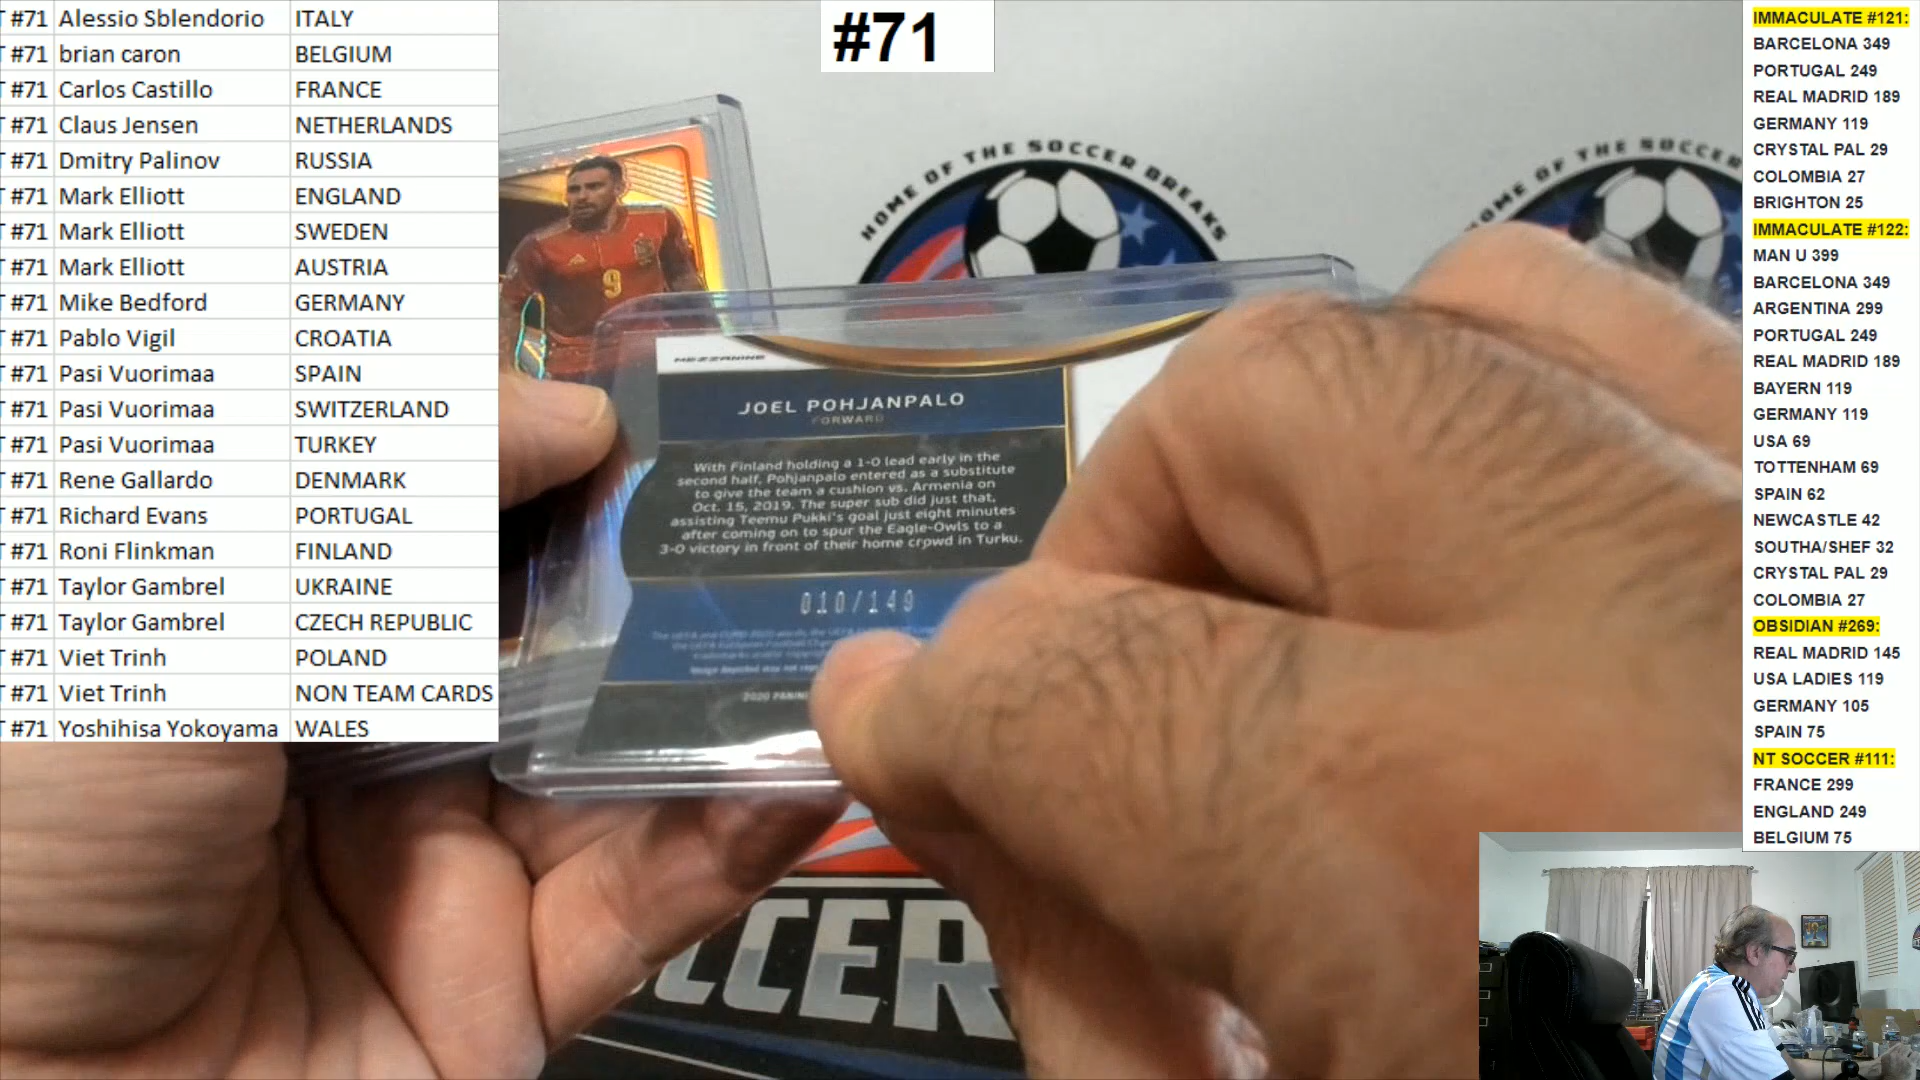 T #71 Alessio Sblendorio ITALY
T #71 brian caron BELGIUM
T #71 Carlos Castillo FRANCE
T #71 Claus Jensen NETHERLANDS
T #71 Dmitry Palinov RUSSIA
T #71 Mark Elliott ENGLAND
T #71 Mark Elliott SWEDEN
T #71 Mark Elliott AUSTRIA
T #71 Mike Bedford GERMANY
T #71 Pablo Vigil CROATIA
T #71 Pasi Vuorimaa SPAIN
T #71 Pasi Vuorimaa SWITZERLAND
T #71 Pasi Vuorimaa TURKEY
T #71 Rene Gallardo DENMARK
T #71 Richard Evans PORTUGAL
T #71 Roni Flinkman FINLAND
T #71 Taylor Gambrel UKRAINE
T #71 Taylor Gambrel CZECH REPUBLIC
T #71 Viet Trinh POLAND
T #71 Viet Trinh NON TEAM CARDS
T #71 Yoshihisa Yokoyama WALES
#71
HOME OF THE SOCCER BREAKS
OME OF THE SOCCER
9
MEZZANINE
JOEL POHJANPALO
FORWARD
With Finland holding a 1-0 lead early in the
second half, Pohjanpalo entered as a substitute
to give the team a cushion vs. Armenia on
Oct. 15, 2019. The super sub did just that,
assisting Teemu Pukki's goal just eight minutes
after coming on to spur the Eagle-Owls to a
3-0 victory in front of their home crowd in Turku.
010/149
2020 PANINI
CCER
IMMACULATE #121:
BARCELONA 349
PORTUGAL 249
REAL MADRID 189
GERMANY 119
CRYSTAL PAL 29
COLOMBIA 27
BRIGHTON 25
IMMACULATE #122:
MAN U 399
BARCELONA 349
ARGENTINA 299
PORTUGAL 249
REAL MADRID 189
BAYERN 119
GERMANY 119
USA 69
TOTTENHAM 69
SPAIN 62
NEWCASTLE 42
SOUTHA/SHEF 32
CRYSTAL PAL 29
COLOMBIA 27
OBSIDIAN #269:
REAL MADRID 145
USA LADIES 119
GERMANY 105
SPAIN 75
NT SOCCER #111:
FRANCE 299
ENGLAND 249
BELGIUM 75